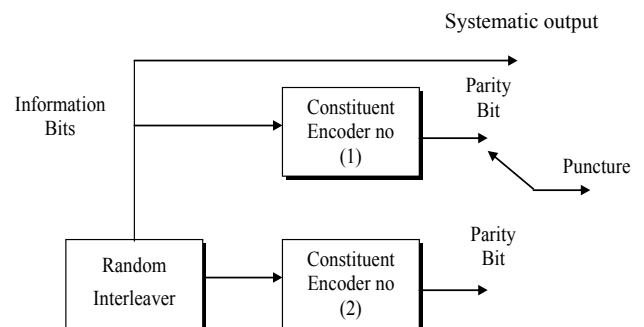 Systematic output
Information
Bits
Constituent
Encoder no
(1)
Parity
Bit
Puncture
Random
Interleaver
Constituent
Encoder no
(2)
Parity
Bit